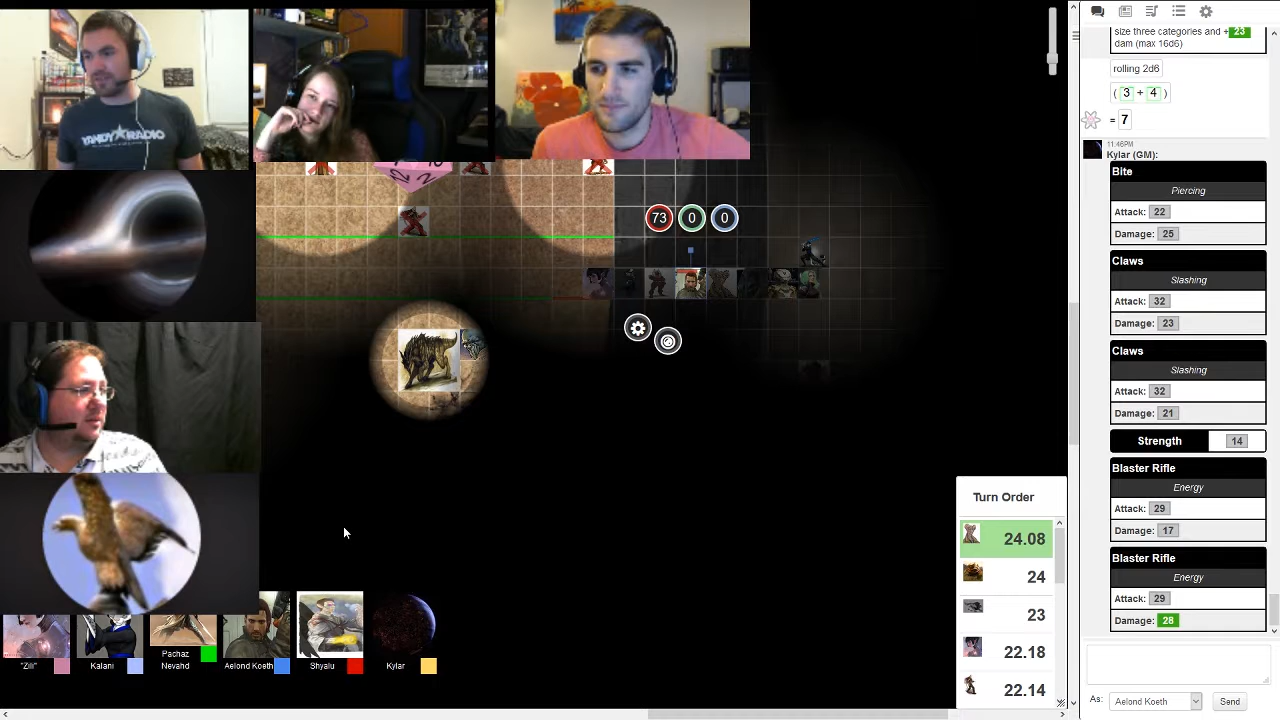 YANDY★RADIO
12
2
73
0
0
"Zili"
Kalani
Pachaz
Nevahd
Aelond Koeth
Shyalu
Kylar
Turn Order
24.08
24
23
22.18
22.14
size three categories and + 23
dam (max 16d6)
rolling 2d6
( 3 + 4 )
= 7
11:46PM
Kylar (GM):
Bite
Piercing
Attack: 22
Damage: 25
Claws
Slashing
Attack: 32
Damage: 23
Claws
Slashing
Attack: 32
Damage: 21
Strength 14
Blaster Rifle
Energy
Attack: 29
Damage: 17
Blaster Rifle
Energy
Attack: 29
Damage: 28
As: Aelond Koeth Send